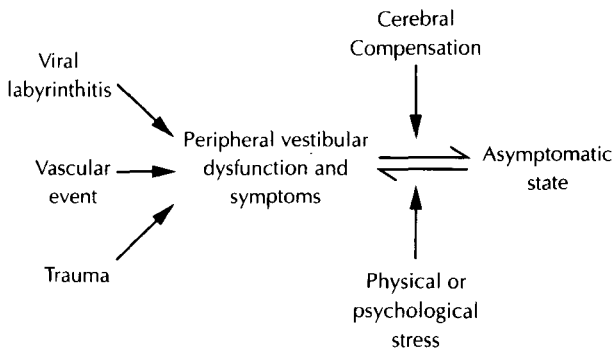 Cerebral
Compensation
Viral
labyrinthitis
Peripheral vestibular
dysfunction and
symptoms
Asymptomatic
state
Vascular
event
Trauma
Physical or
psychological
stress